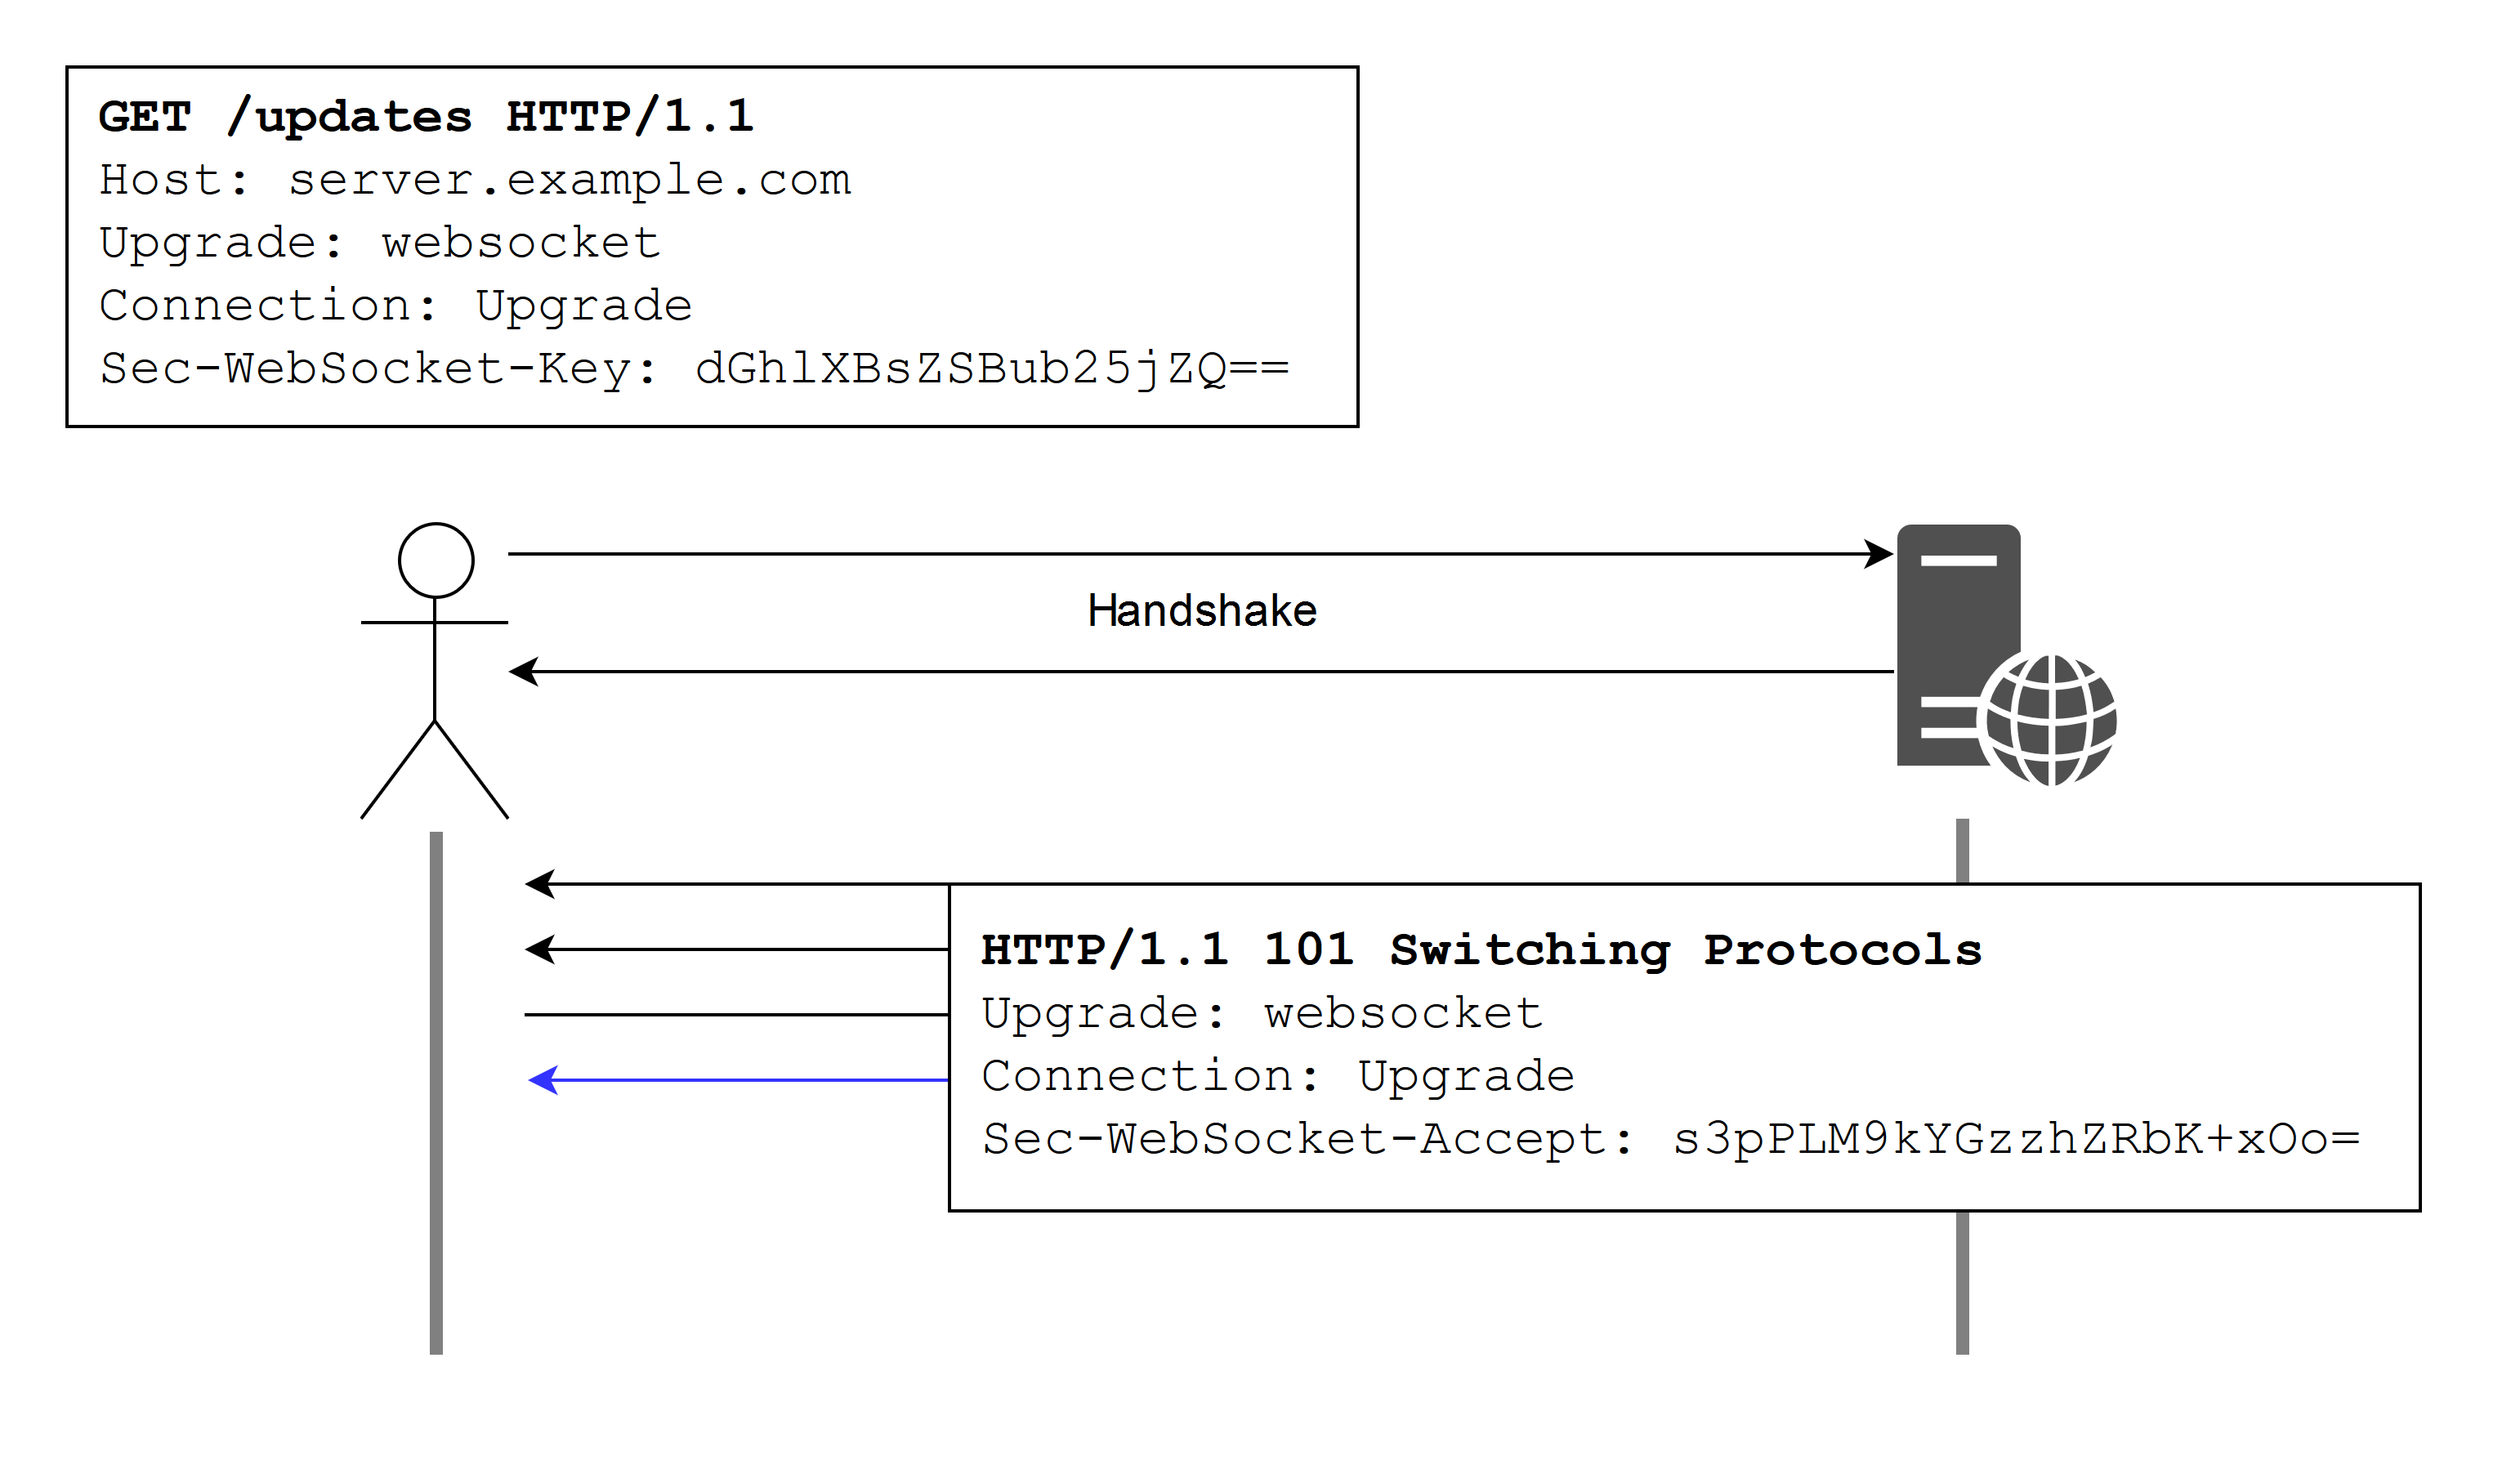 GET /updates HTTP/1.1
Host: server.example.com
Upgrade: websocket
Connection: Upgrade
Sec-WebSocket-Key: dGhlXBsZSBub25jZQ==
Handshake
HTTP/1.1 101 Switching Protocols
Upgrade: websocket
Connection: Upgrade
Sec-WebSocket-Accept: s3pPLM9kYGzzhZRbK+xOo=